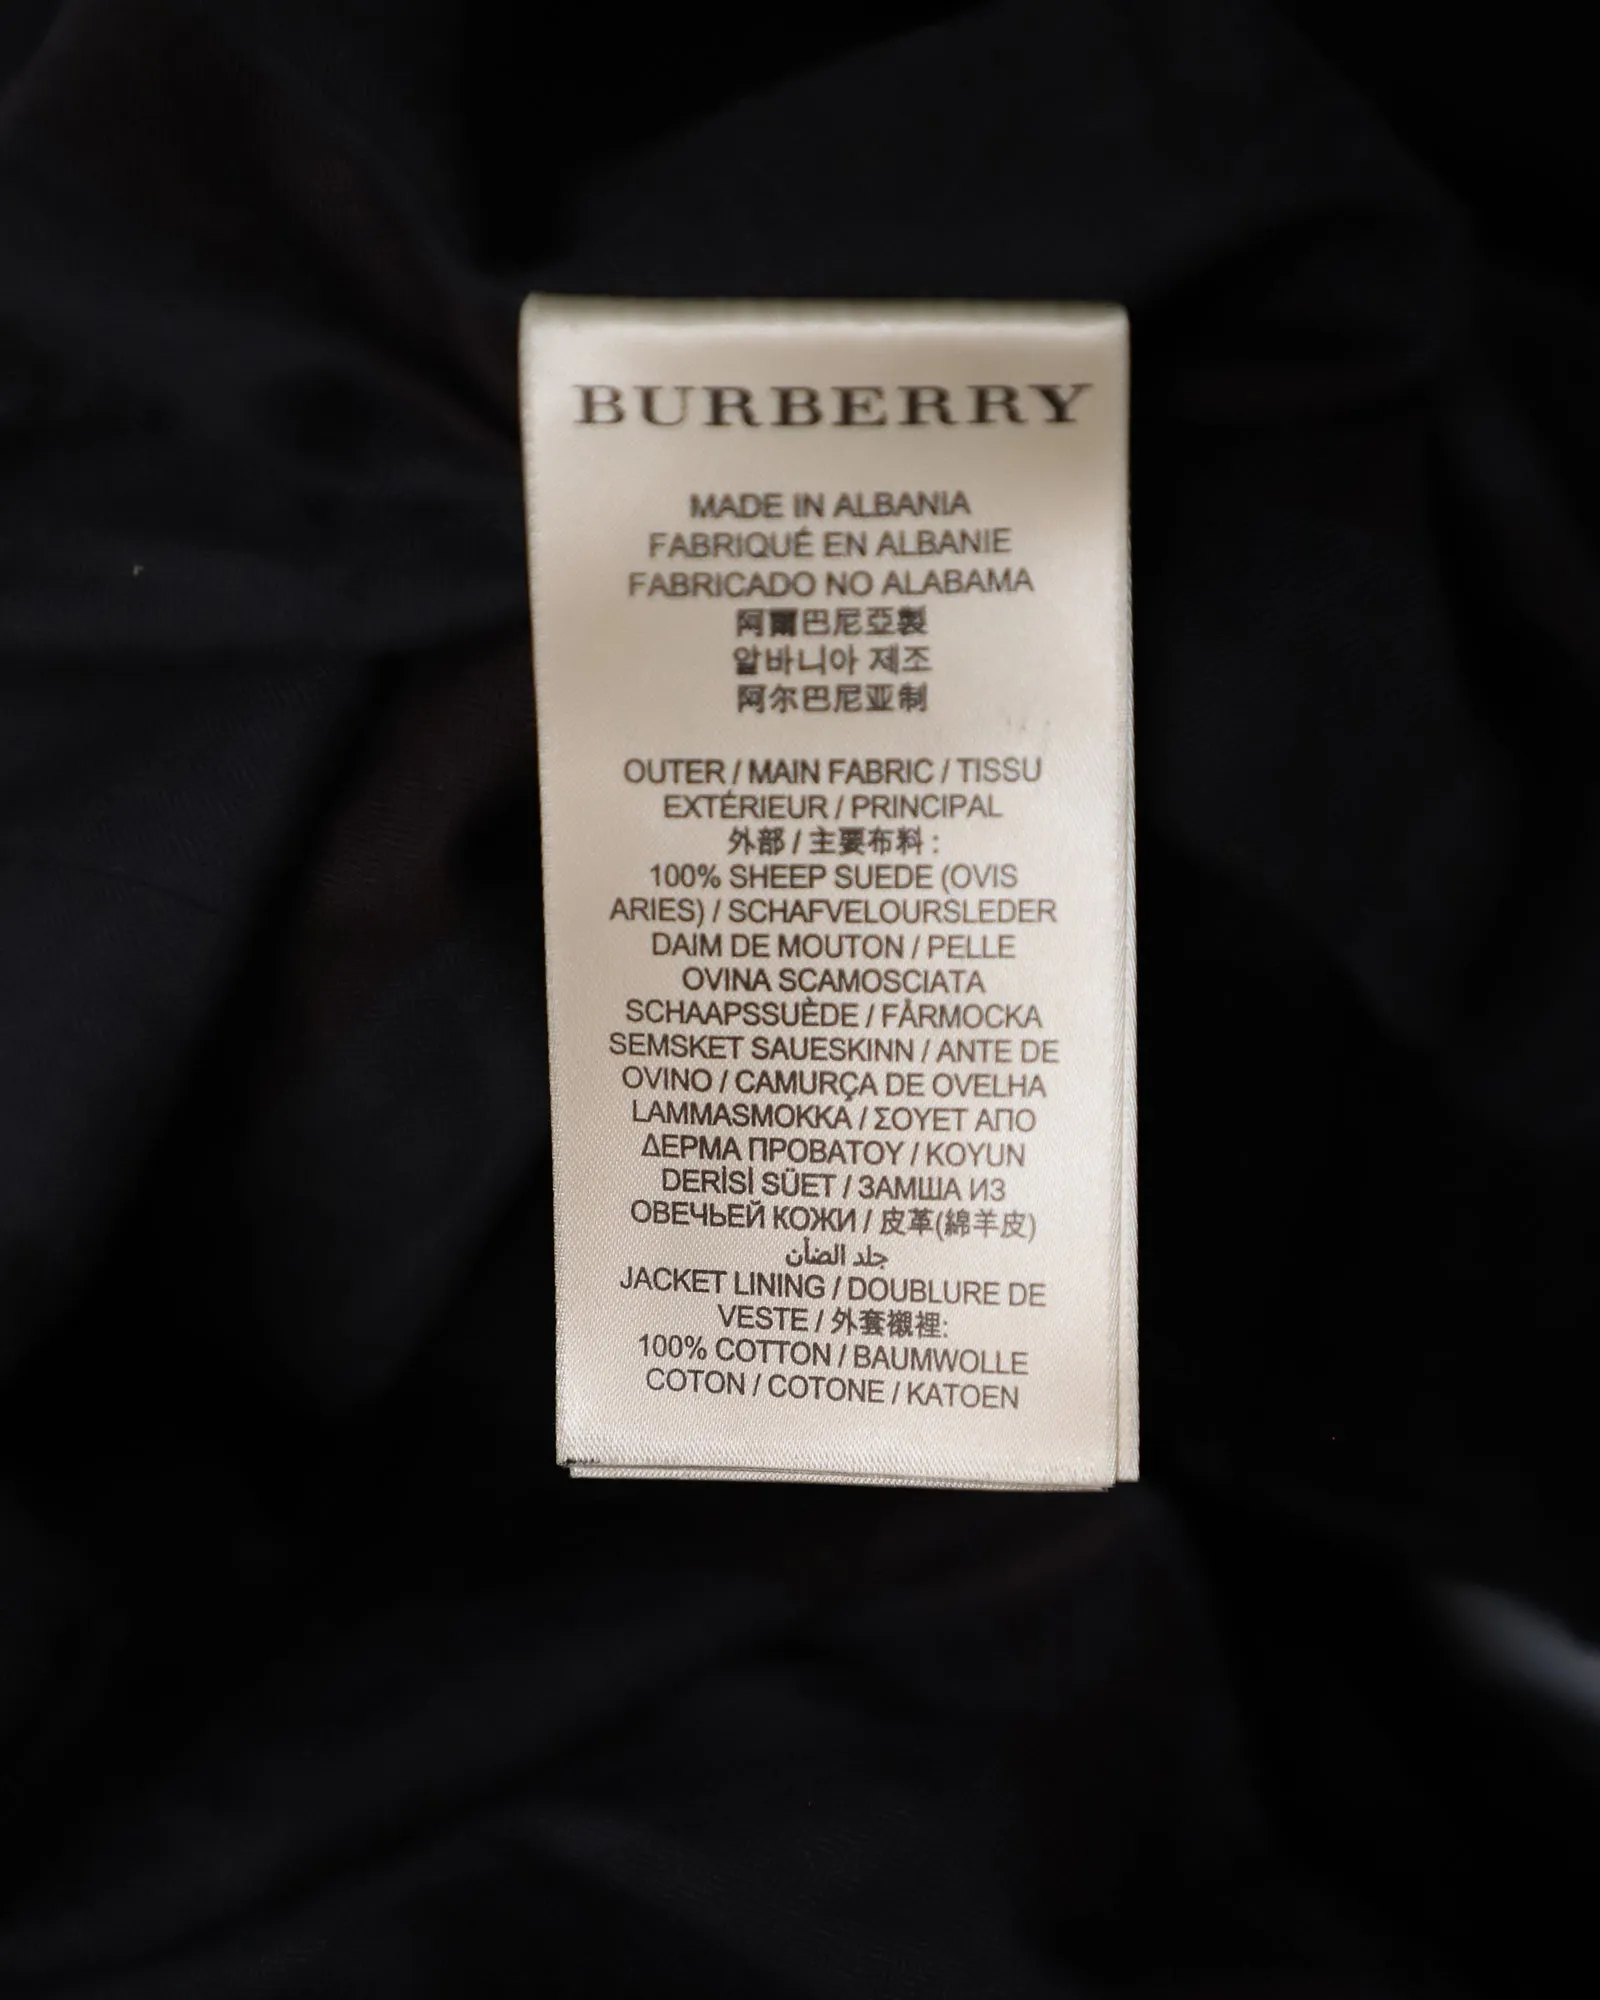 BURBERRY
MADE IN ALBANIA
FABRIQUÉ EN ALBANIE
FABRICADO NO ALABAMA
阿爾巴尼亞製
알바니아 제조
阿尔巴尼亚制
OUTER / MAIN FABRIC / TISSU
EXTÉRIEUR / PRINCIPAL
外部 / 主要布料 :
100% SHEEP SUEDE (OVIS
ARIES) / SCHAFVELOURSLEDER
DAIM DE MOUTON / PELLE
OVINA SCAMOSCIATA
SCHAAPSSUÈDE / FÅRMOCKA
SEMSKET SAUESKINN / ANTE DE
OVINO / CAMURÇA DE OVELHA
LAMMASMOKKA / ΣΟΥΕΤ ΑΠΟ
ΔΕΡΜΑ ΠΡΟΒΑΤΟΥ / KOYUN
DERİSİ SÜET / ЗАМША ИЗ
ОВЕЧЬЕЙ КОЖИ / 皮革(綿羊皮)
جلد الضأن
JACKET LINING / DOUBLURE DE
VESTE / 外套襯裡:
100% COTTON / BAUMWOLLE
COTON / COTONE / KATOEN